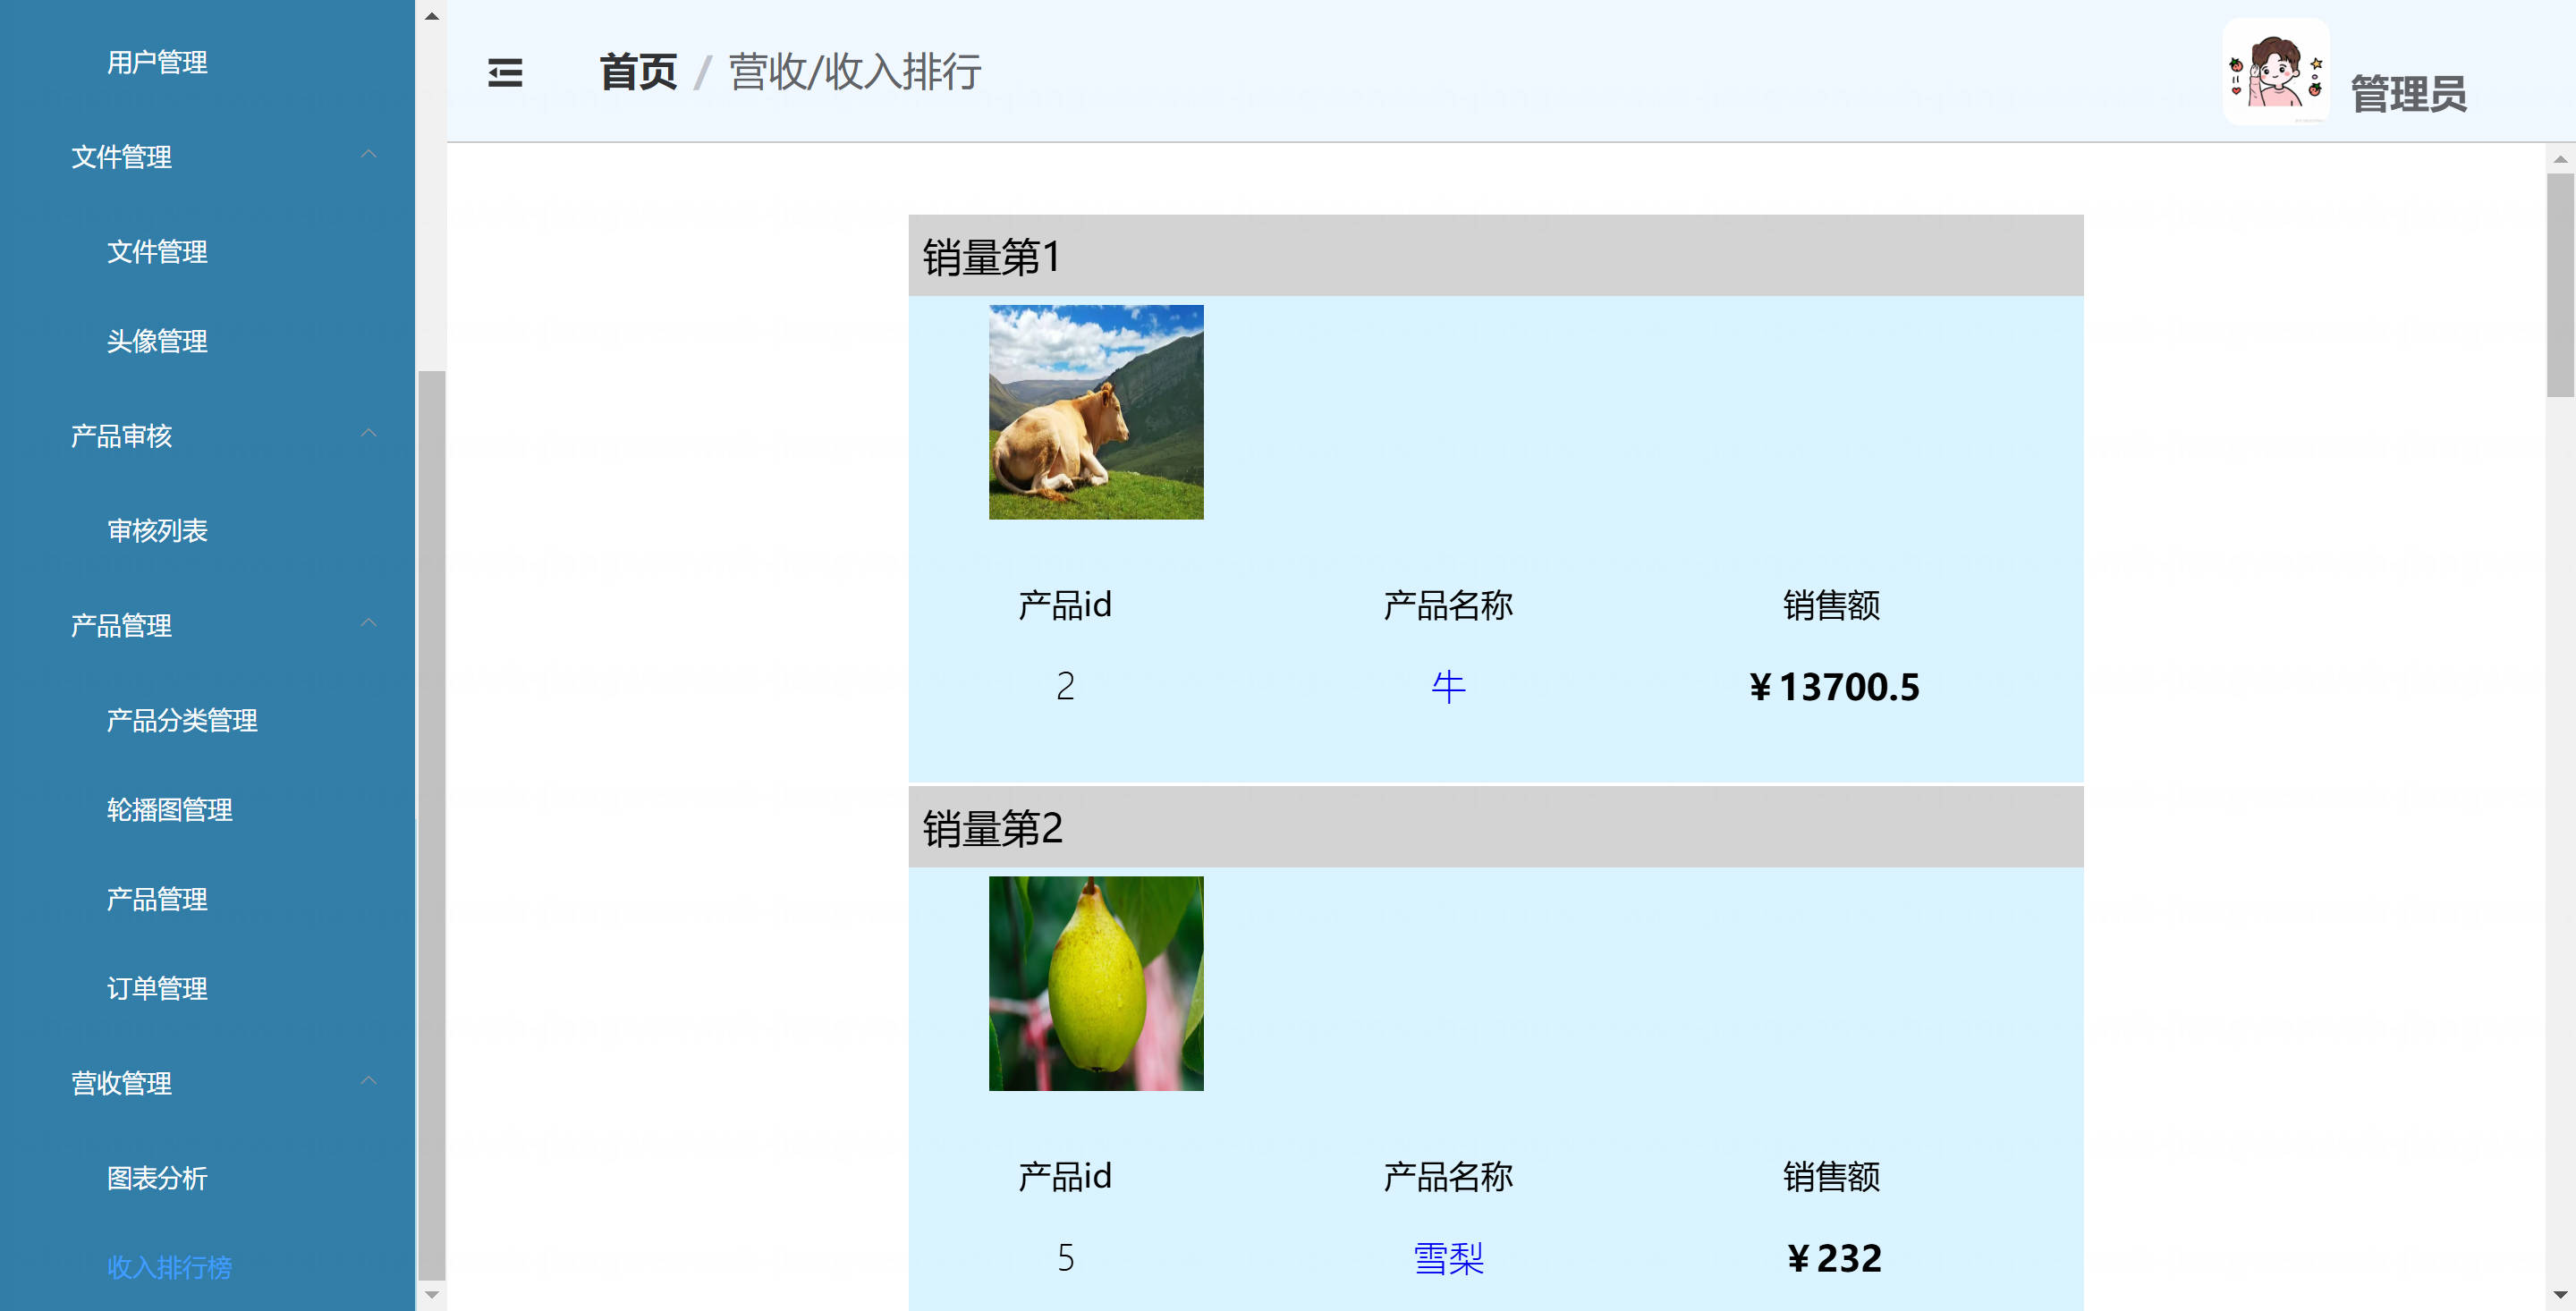 用户管理
文件管理
文件管理
头像管理
产品审核
审核列表
产品管理
产品分类管理
轮播图管理
产品管理
订单管理
营收管理
图表分析
收入排行榜
首页 / 营收/收入排行
管理员
销量第1
产品id 产品名称 销售额
2 牛 ¥13700.5
销量第2
产品id 产品名称 销售额
5 雪梨 ¥232